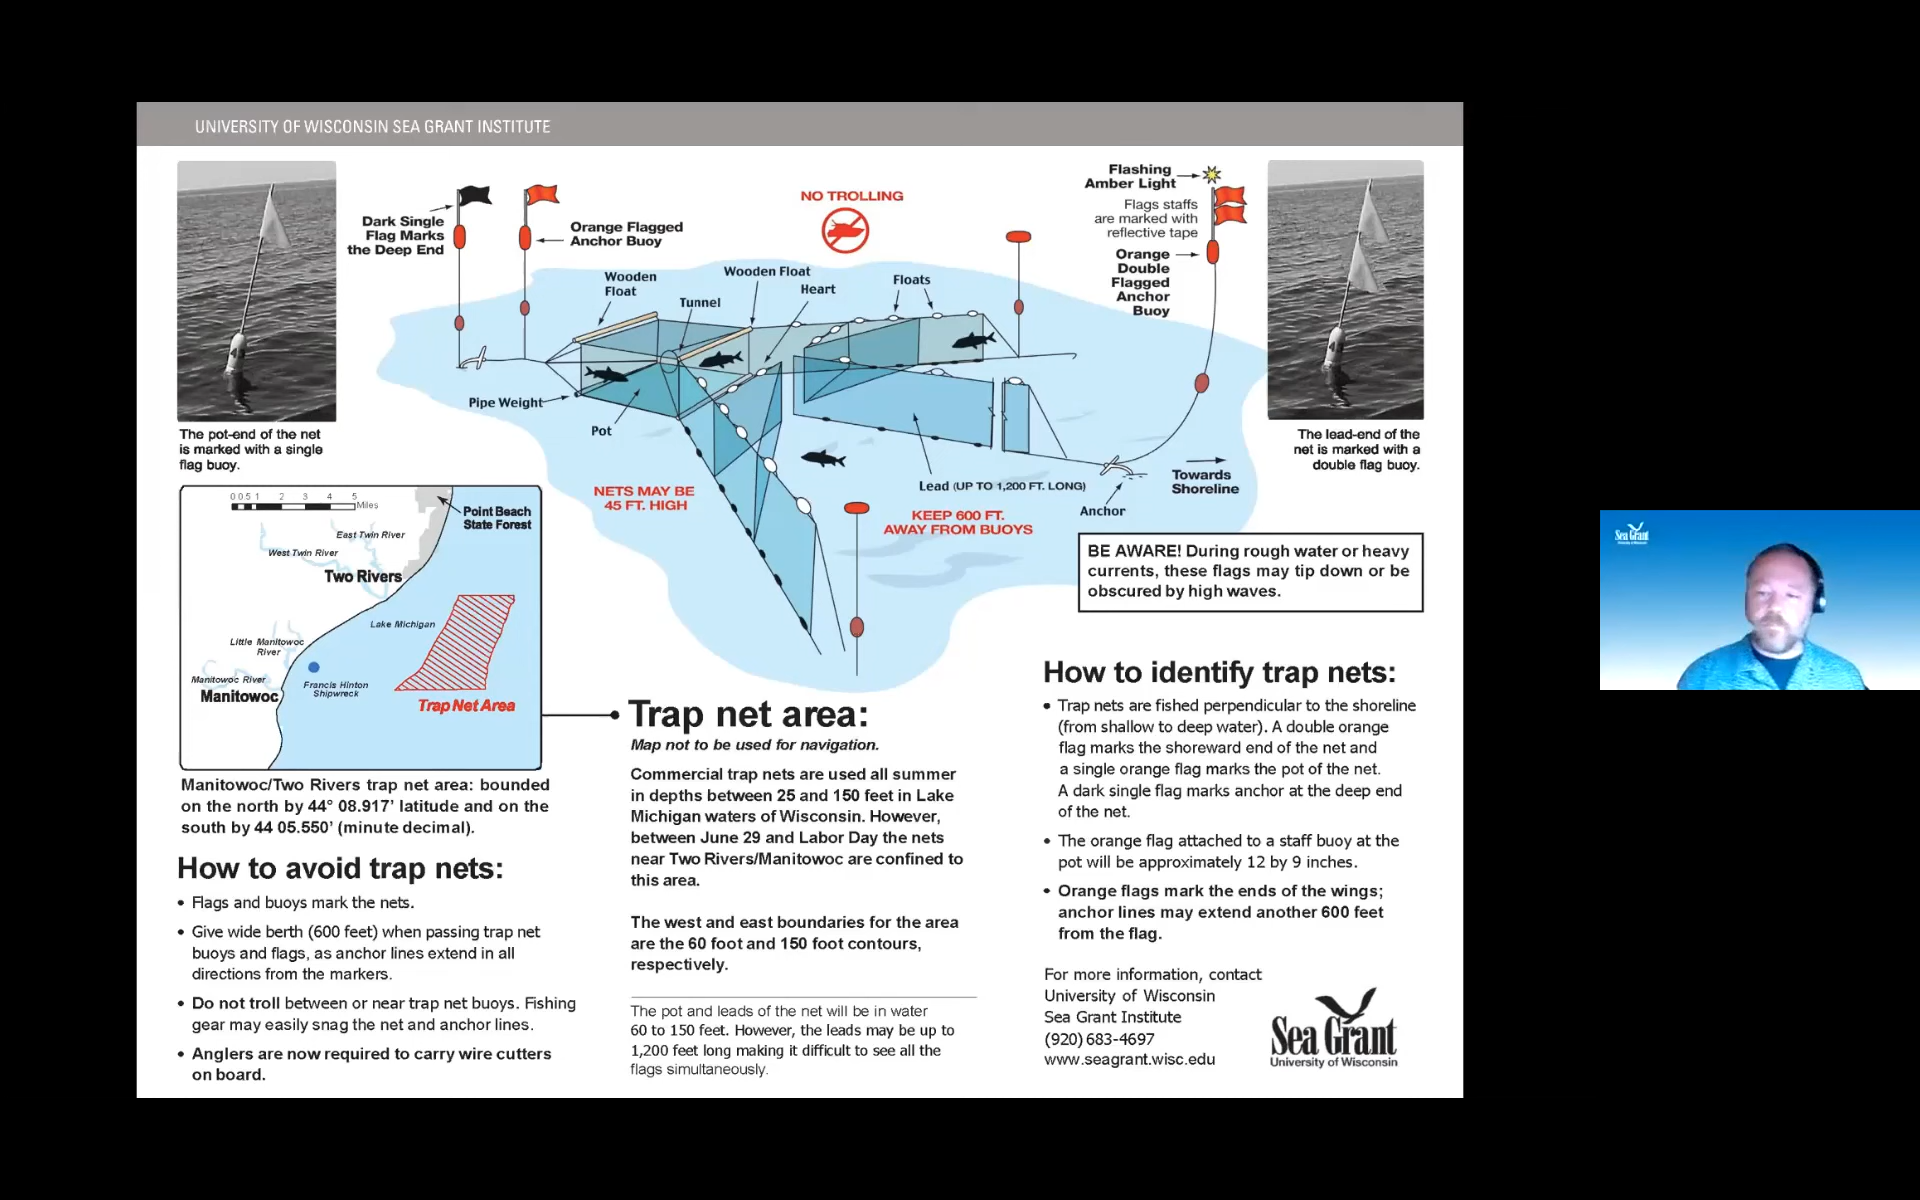 UNIVERSITY OF WISCONSIN SEA GRANT INSTITUTE
The pot-end of the net
is marked with a single
flag buoy.
Dark Single
Flag Marks
the Deep End
Orange Flagged
Anchor Buoy
NO TROLLING
Flashing
Amber Light
Flags staffs
are marked with
reflective tape
Orange
Double
Flagged
Anchor
Buoy
The lead-end of the
net is marked with a
double flag buoy.
Wooden
Float
Tunnel
Wooden Float
Heart
Floats
Pipe Weight
Pot
NETS MAY BE
45 FT. HIGH
Lead (UP TO 1,200 FT. LONG)
KEEP 600 FT.
AWAY FROM BUOYS
Anchor
Towards
Shoreline
BE AWARE! During rough water or heavy
currents, these flags may tip down or be
obscured by high waves.
0 0.5 1 2 3 4 5
Miles
Point Beach
State Forest
East Twin River
West Twin River
Two Rivers
Lake Michigan
Little Manitowoc
River
Manitowoc River
Manitowoc
Francis Hinton
Shipwreck
Trap Net Area
Manitowoc/Two Rivers trap net area: bounded
on the north by 44° 08.917’ latitude and on the
south by 44 05.550’ (minute decimal).
How to avoid trap nets:
• Flags and buoys mark the nets.
• Give wide berth (600 feet) when passing trap net
buoys and flags, as anchor lines extend in all
directions from the markers.
• Do not troll between or near trap net buoys. Fishing
gear may easily snag the net and anchor lines.
• Anglers are now required to carry wire cutters
on board.
Trap net area:
Map not to be used for navigation.
Commercial trap nets are used all summer
in depths between 25 and 150 feet in Lake
Michigan waters of Wisconsin. However,
between June 29 and Labor Day the nets
near Two Rivers/Manitowoc are confined to
this area.
The west and east boundaries for the area
are the 60 foot and 150 foot contours,
respectively.
The pot and leads of the net will be in water
60 to 150 feet. However, the leads may be up to
1,200 feet long making it difficult to see all the
flags simultaneously.
How to identify trap nets:
• Trap nets are fished perpendicular to the shoreline
(from shallow to deep water). A double orange
flag marks the shoreward end of the net and
a single orange flag marks the pot of the net.
A dark single flag marks anchor at the deep end
of the net.
• The orange flag attached to a staff buoy at the
pot will be approximately 12 by 9 inches.
• Orange flags mark the ends of the wings;
anchor lines may extend another 600 feet
from the flag.
For more information, contact
University of Wisconsin
Sea Grant Institute
(920) 683-4697
www.seagrant.wisc.edu
Sea Grant
University of Wisconsin
Sea Grant
University of Wisconsin